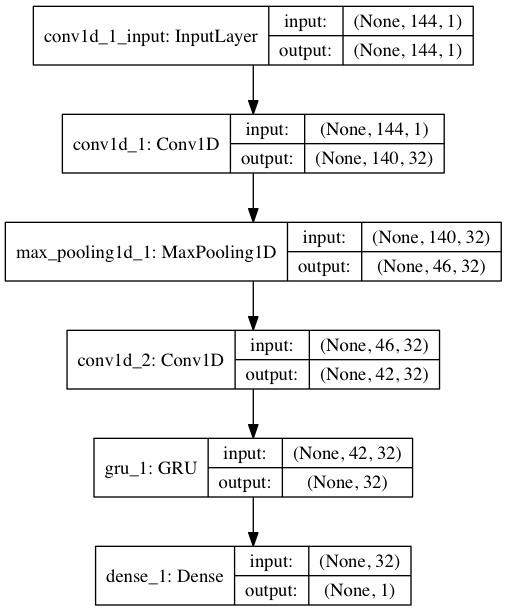 conv1d_1_input: InputLayer
input: (None, 144, 1)
output: (None, 144, 1)
conv1d_1: Conv1D
input: (None, 144, 1)
output: (None, 140, 32)
max_pooling1d_1: MaxPooling1D
input: (None, 140, 32)
output: (None, 46, 32)
conv1d_2: Conv1D
input: (None, 46, 32)
output: (None, 42, 32)
gru_1: GRU
input: (None, 42, 32)
output: (None, 32)
dense_1: Dense
input: (None, 32)
output: (None, 1)